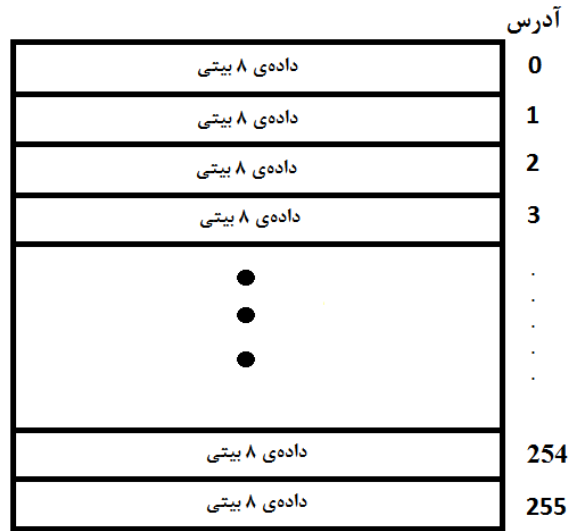 آدرس
داده‌ی ۸ بیتی 0
داده‌ی ۸ بیتی 1
داده‌ی ۸ بیتی 2
داده‌ی ۸ بیتی 3
داده‌ی ۸ بیتی 254
داده‌ی ۸ بیتی 255